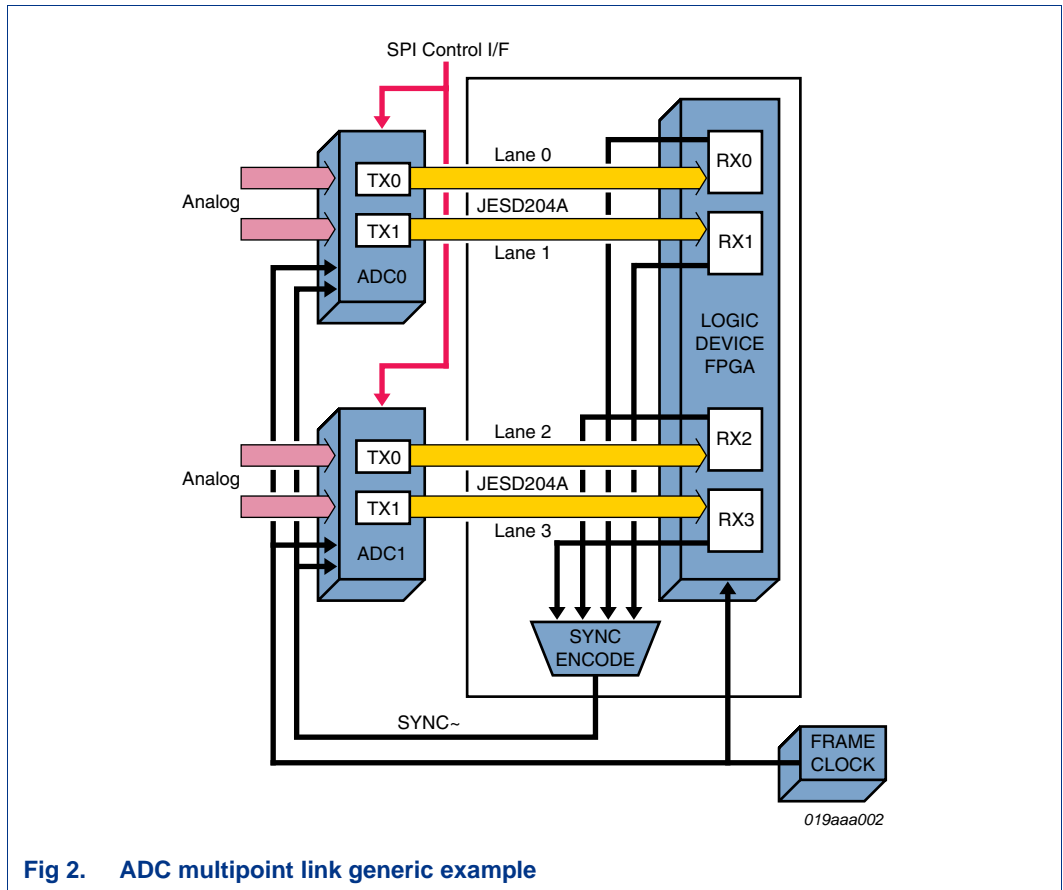 SPI Control I/F
Lane 0
RX0
TX0
Analog
JESD204A
TX1
RX1
Lane 1
ADC0
LOGIC
DEVICE
FPGA
Lane 2
RX2
TX0
Analog
JESD204A
TX1
RX3
Lane 3
ADC1
SYNC
ENCODE
SYNC~
FRAME
CLOCK
019aaa002
Fig 2. ADC multipoint link generic example